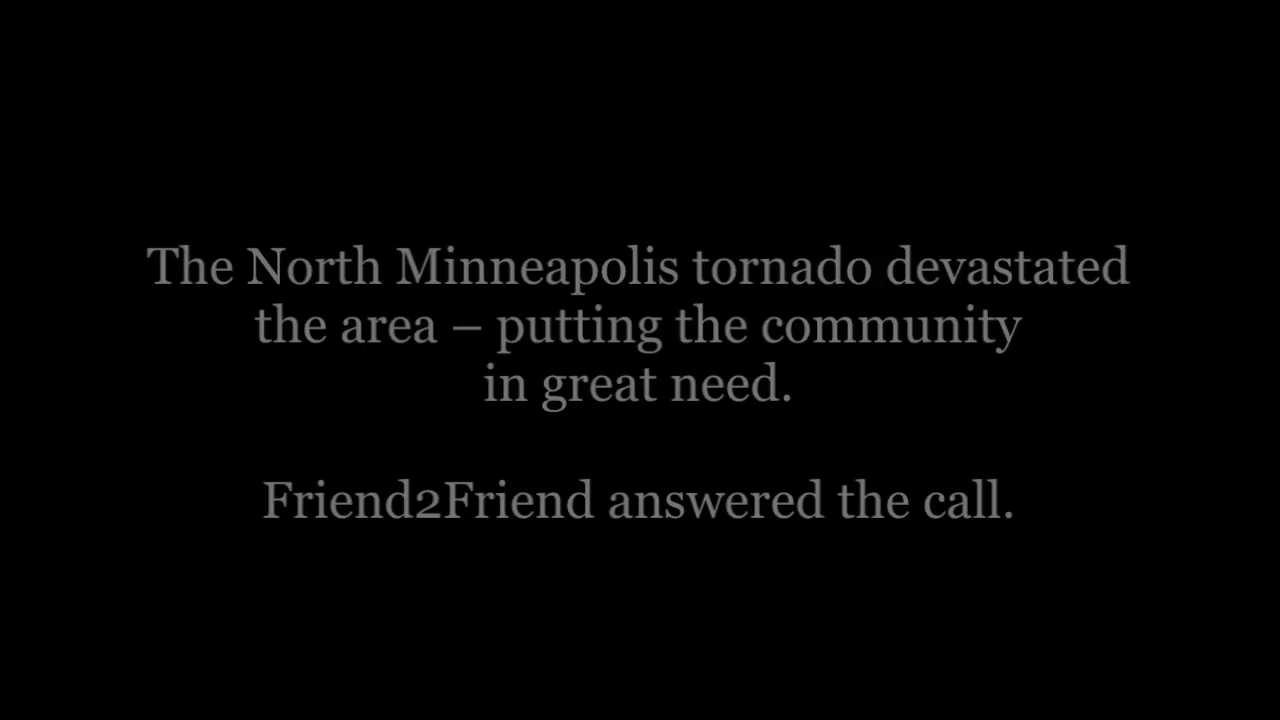 The North Minneapolis tornado devastated
the area – putting the community
in great need.
Friend2Friend answered the call.